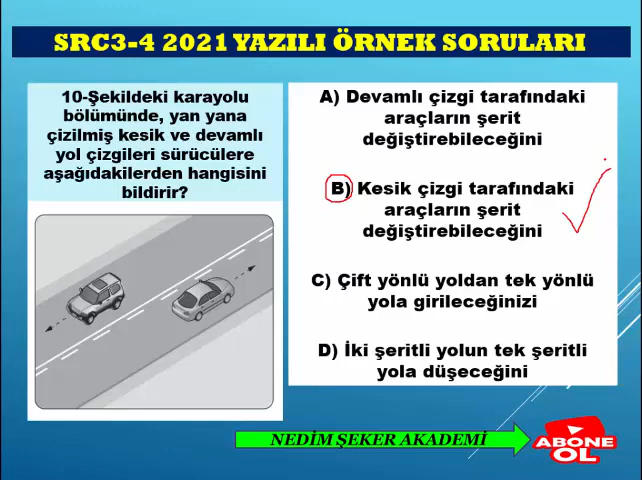 SRC3-4 2021 YAZILI ÖRNEK SORULARI
10-Şekildeki karayolu
bölümünde, yan yana
çizilmiş kesik ve devamlı
yol çizgileri sürücülere
aşağıdakilerden hangisini
bildirir?
A) Devamlı çizgi tarafındaki
araçların şerit
değiştirebileceğini
B) Kesik çizgi tarafındaki
araçların şerit
değiştirebileceğini
C) Çift yönlü yoldan tek yönlü
yola girileceğinizi
D) İki şeritli yolun tek şeritli
yola düşeceğini
NEDİM ŞEKER AKADEMİ
ABONE
OL